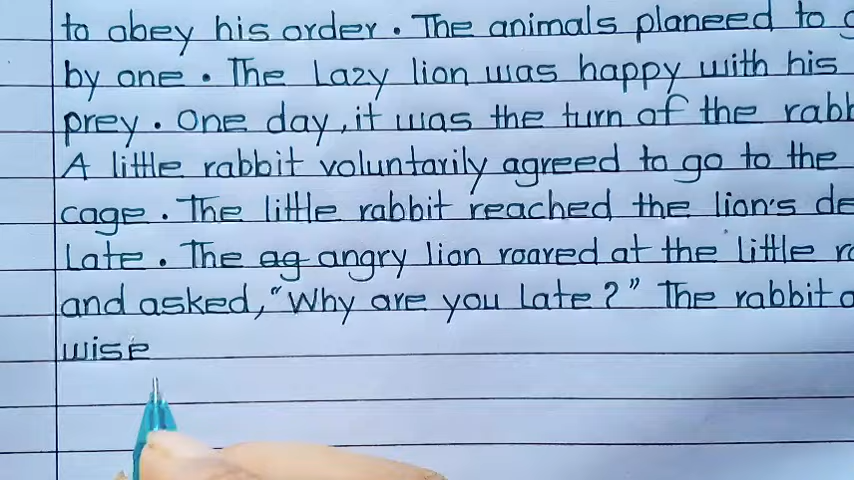 to obey his order. The animals planeed to
by one. The Lazy lion was happy with his
prey. One day, it was the turn of the
A little rabbit voluntarily agreed to go to the
cage. The little rabbit reached the lion's
Late. The ag angry lion roared at the little
and asked, "Why are you late?" The rabbit
wise